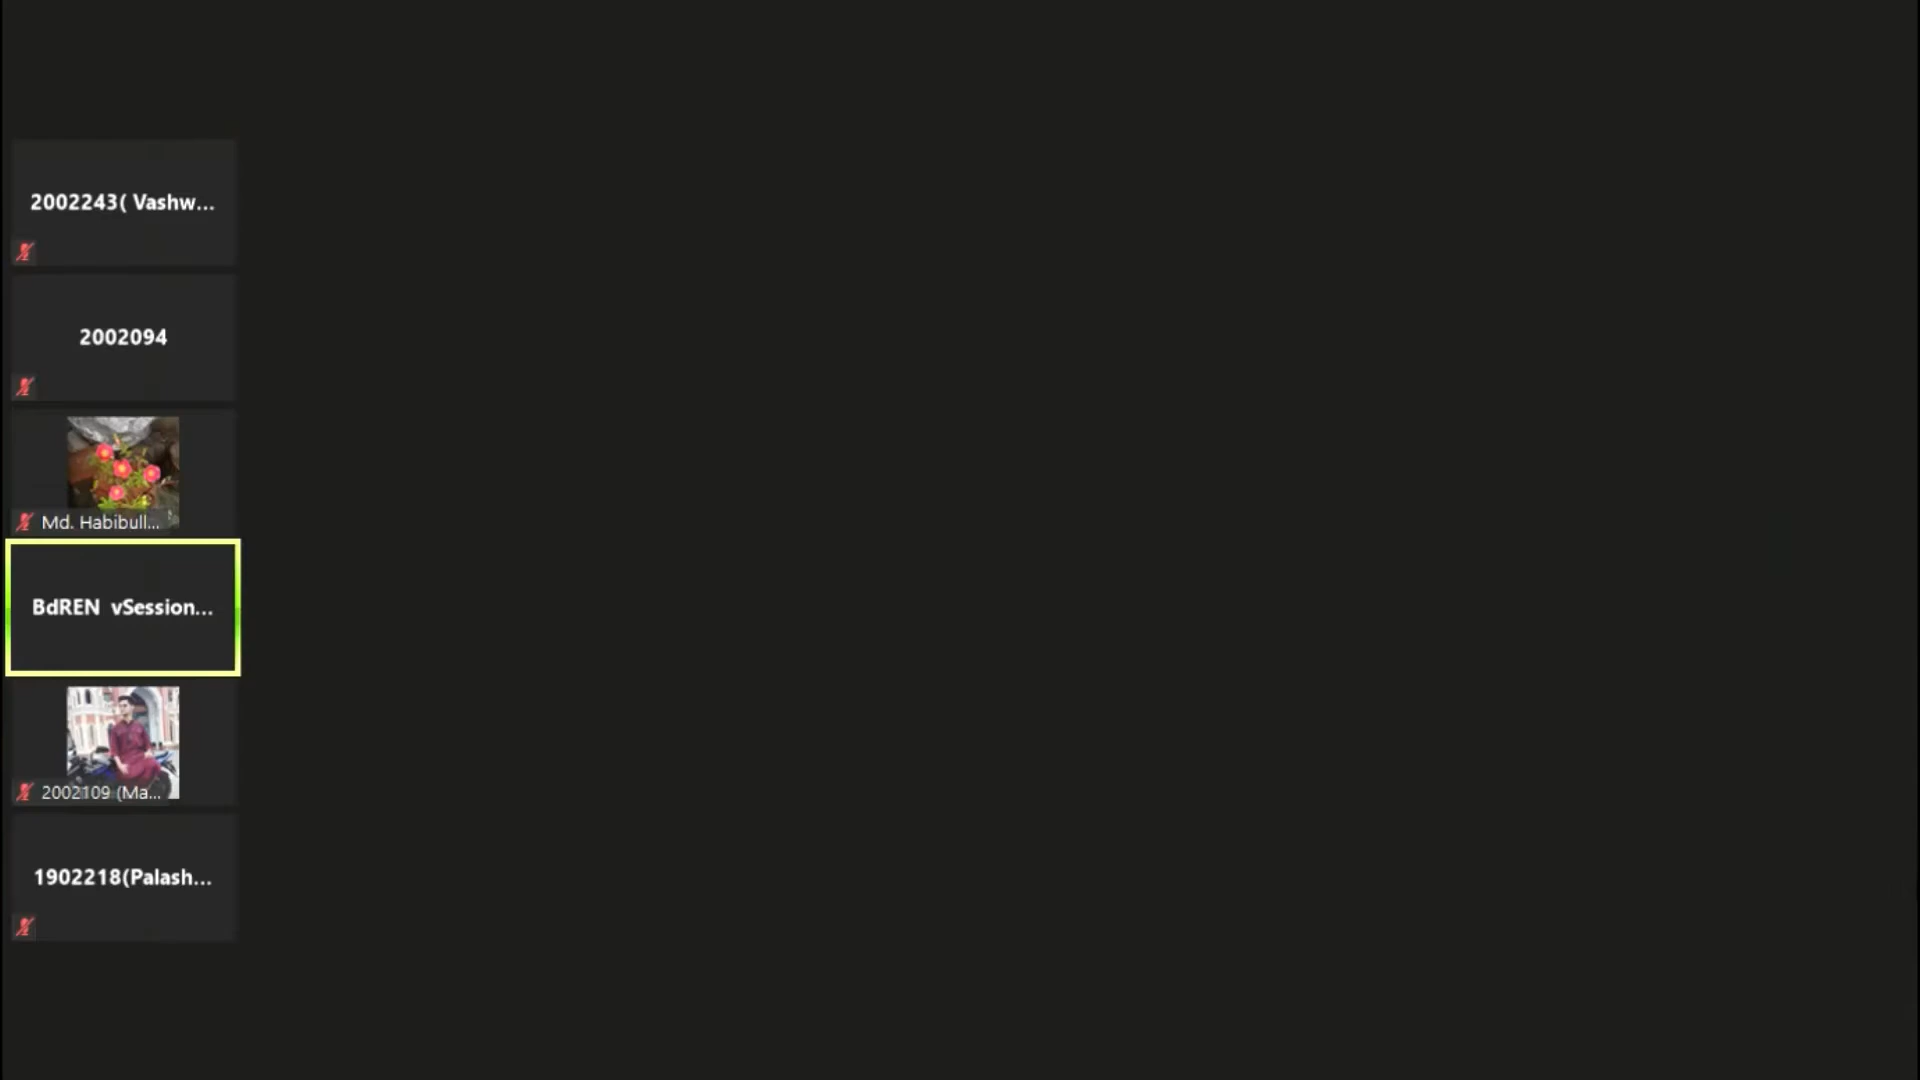 2002243( Vashw...
2002094
Md. Habibull...
BdREN vSession...
2002109 (Ma...
1902218(Palash...